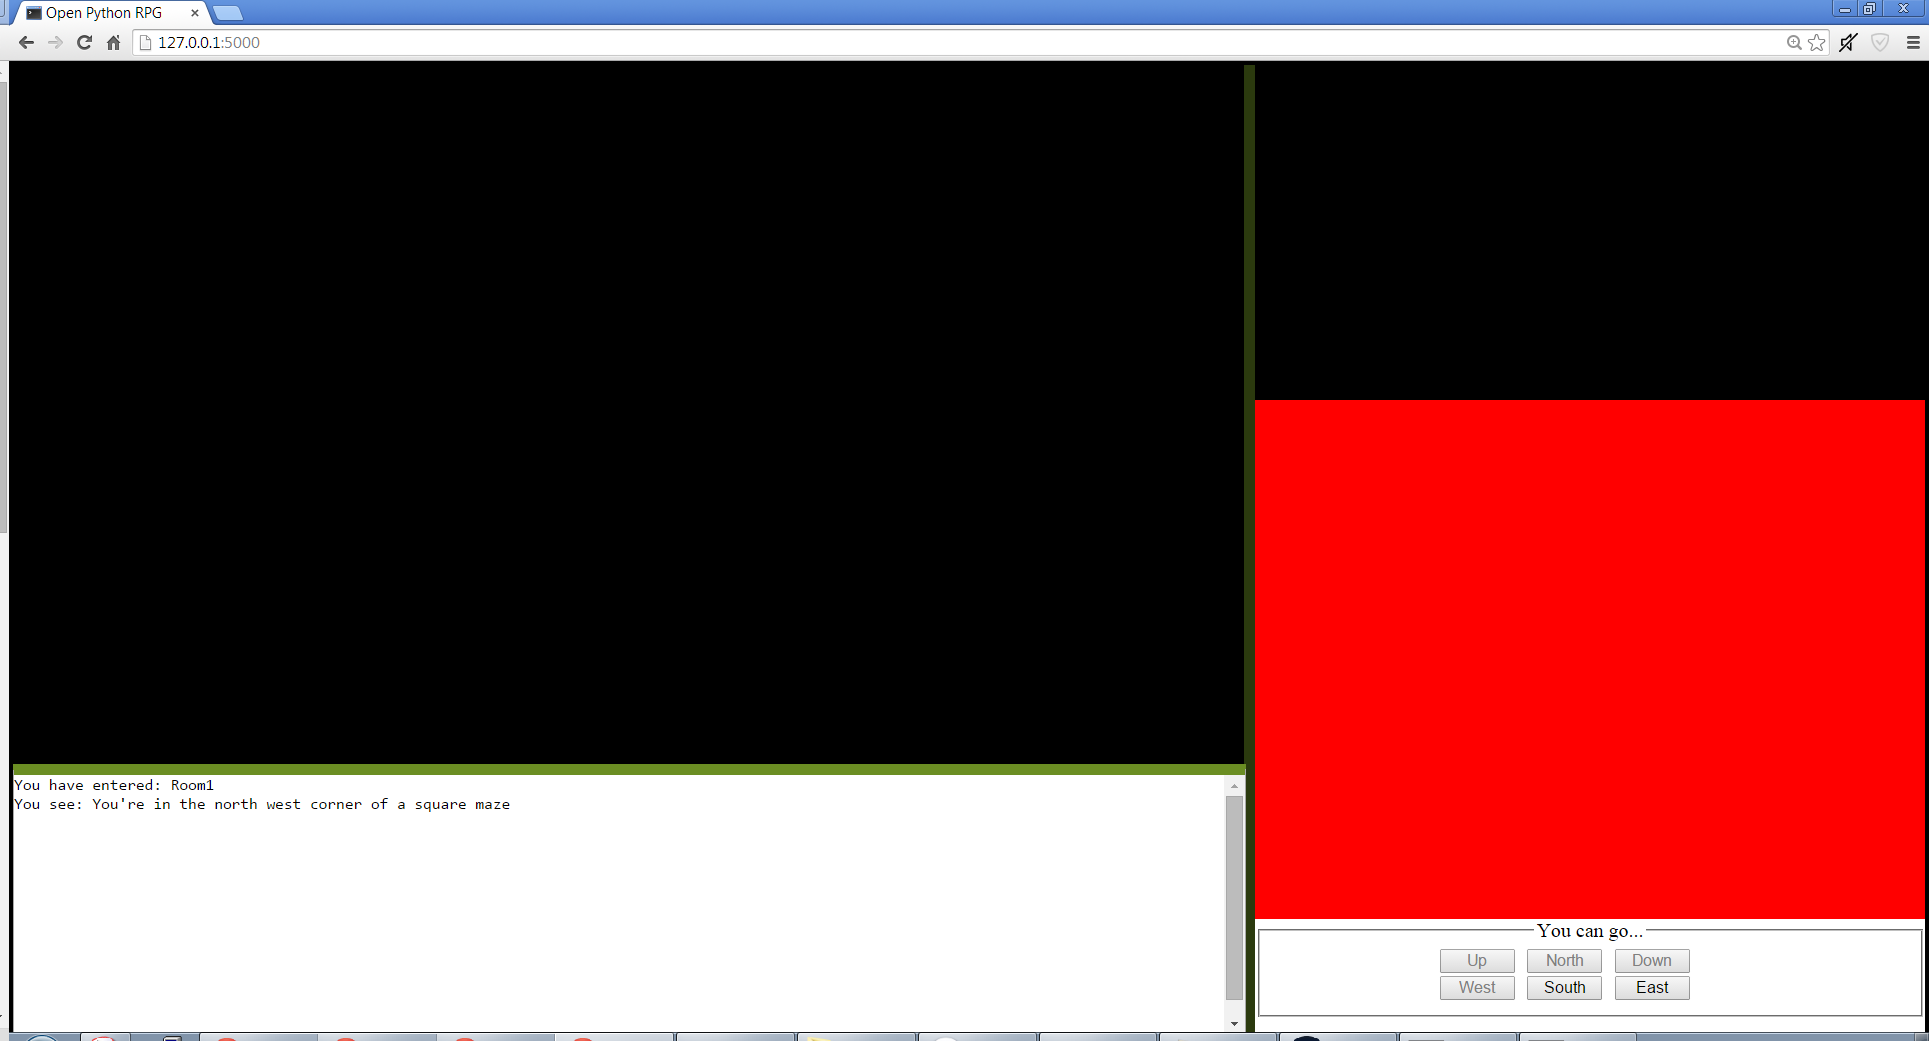 Open Python RPG
127.0.0.1:5000
You have entered: Room1
You see: You're in the north west corner of a square maze
You can go...
Up North Down
West South East